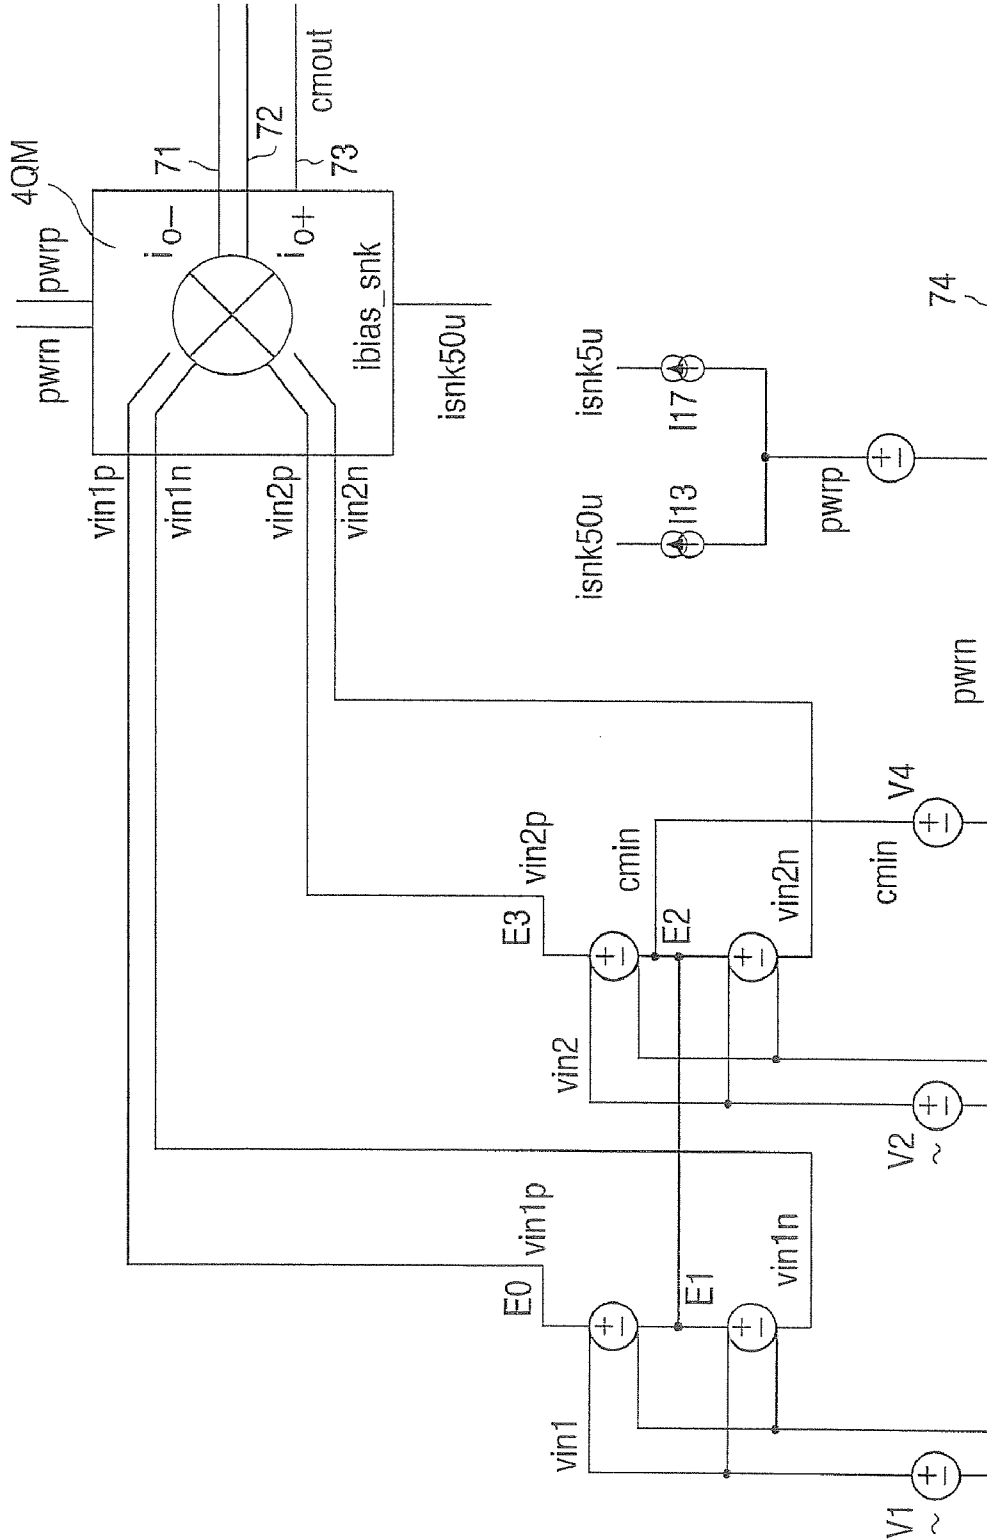 4QM
pwrn
pwrp
71
72
73
cmout
io−
io+
ibias_snk
isnk50u
vin1p
vin1n
vin2p
vin2n
isnk50u
isnk5u
I13
I17
pwrp
74
pwrn
vin1p
E0
vin1
E1
vin1n
V1
~
vin2p
E3
cmin
vin2
E2
vin2n
V2
~
cmin
V4